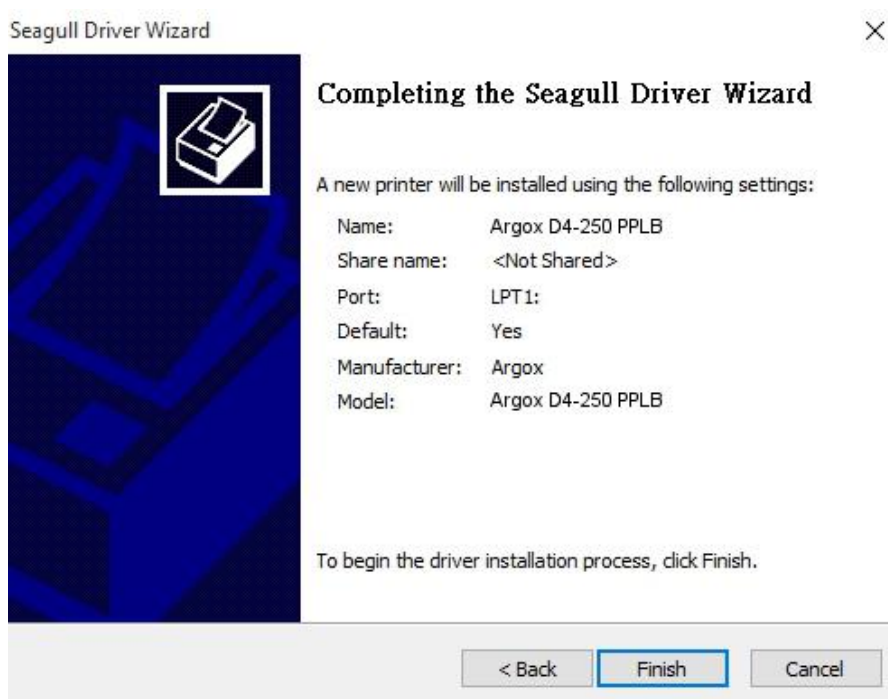 Seagull Driver Wizard
Completing the Seagull Driver Wizard
A new printer will be installed using the following settings:
Name: Argox D4-250 PPLB
Share name: <Not Shared>
Port: LPT1:
Default: Yes
Manufacturer: Argox
Model: Argox D4-250 PPLB
To begin the driver installation process, click Finish.
< Back Finish Cancel